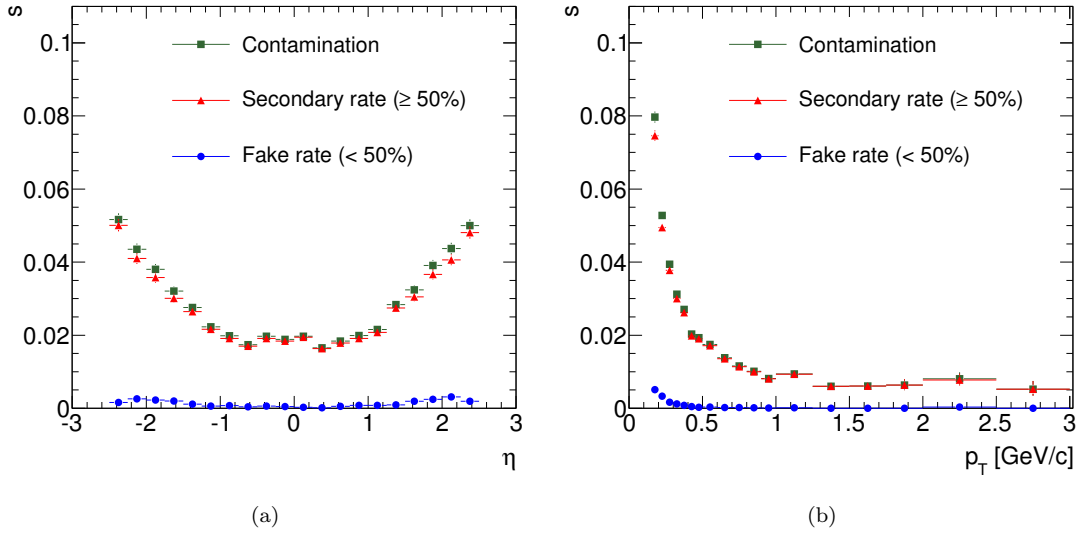 s
0.1
0.08
0.06
0.04
0.02
0
Contamination
Secondary rate (≥ 50%)
Fake rate (< 50%)
-3 -2 -1 0 1 2 3
η
(a)
s
0.1
0.08
0.06
0.04
0.02
0
Contamination
Secondary rate (≥ 50%)
Fake rate (< 50%)
0 0.5 1 1.5 2 2.5 3
p_T [GeV/c]
(b)